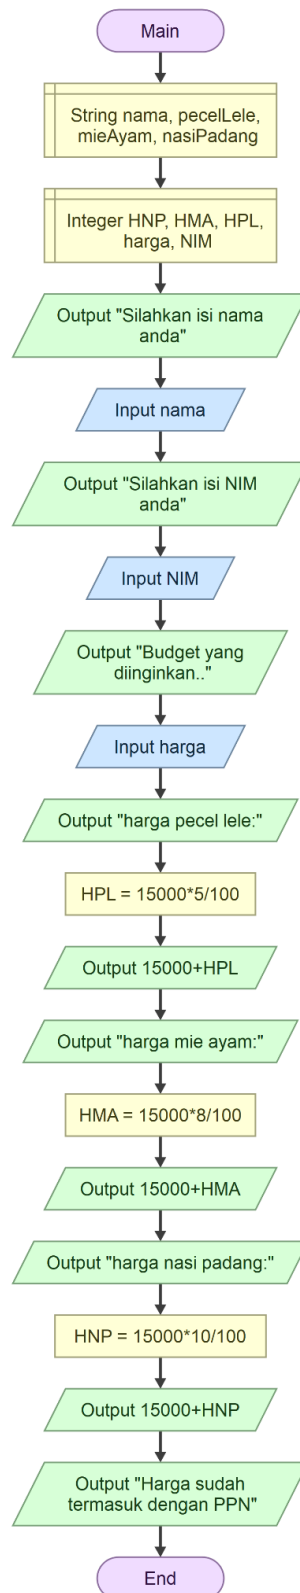 Main
String nama, pecelLele,
mieAyam, nasiPadang
Integer HNP, HMA, HPL,
harga, NIM
Output "Silahkan isi nama
anda"
Input nama
Output "Silahkan isi NIM
anda"
Input NIM
Output "Budget yang
diinginkan.."
Input harga
Output "harga pecel lele:"
HPL = 15000*5/100
Output 15000+HPL
Output "harga mie ayam:"
HMA = 15000*8/100
Output 15000+HMA
Output "harga nasi padang:"
HNP = 15000*10/100
Output 15000+HNP
Output "Harga sudah
termasuk dengan PPN"
End